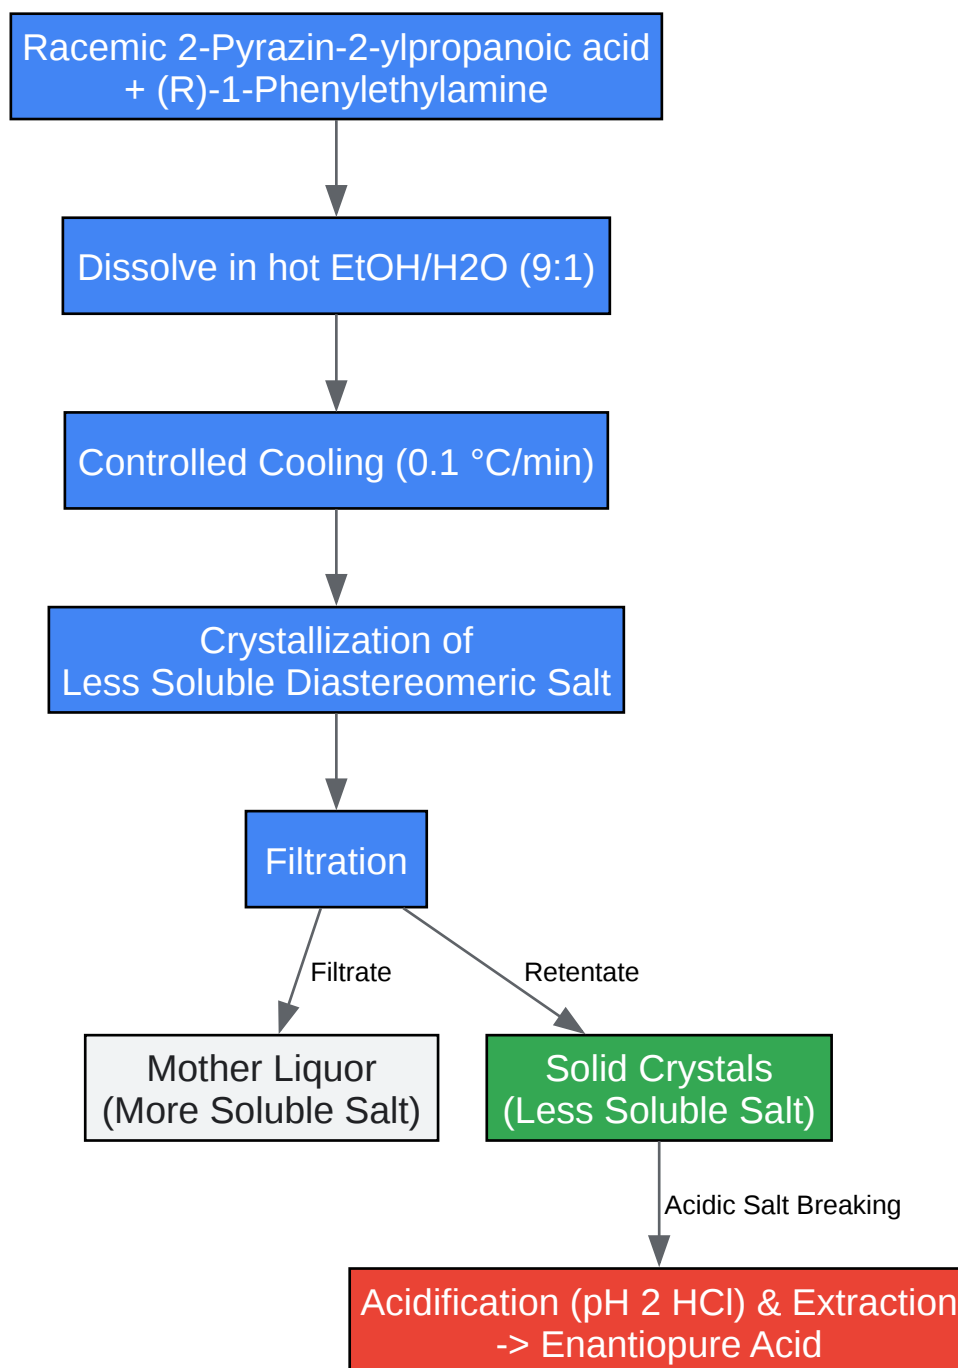 Racemic 2-Pyrazin-2-ylpropanoic acid
+ (R)-1-Phenylethylamine
Dissolve in hot EtOH/H2O (9:1)
Controlled Cooling (0.1 °C/min)
Crystallization of
Less Soluble Diastereomeric Salt
Filtration
Filtrate
Retentate
Mother Liquor
(More Soluble Salt)
Solid Crystals
(Less Soluble Salt)
Acidic Salt Breaking
Acidification (pH 2 HCl) & Extraction
-> Enantiopure Acid